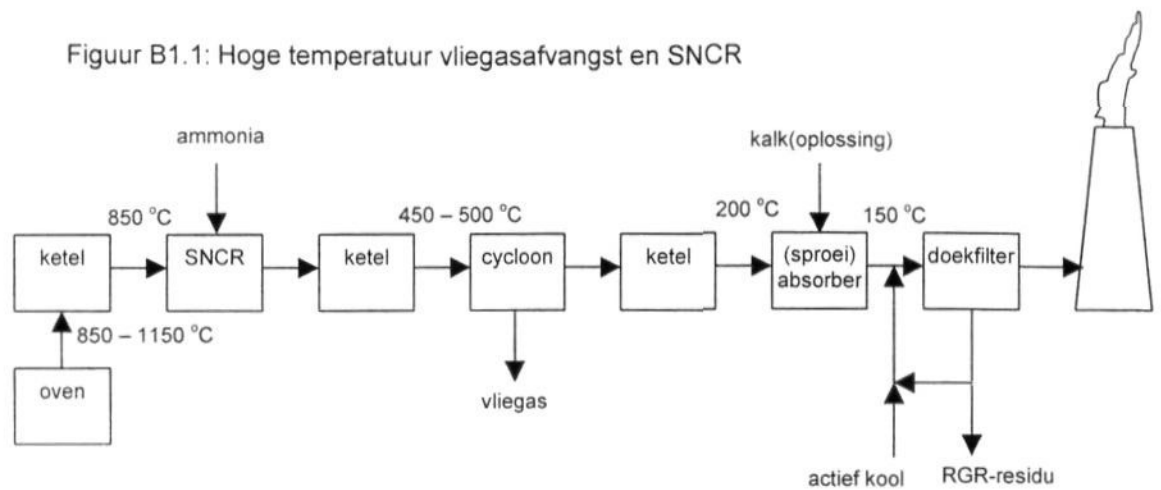 Figuur B1.1: Hoge temperatuur vliegasafvangst en SNCR
ammonia
kalk(oplossing)
850 °C
450 – 500 °C
200 °C
150 °C
ketel
SNCR
ketel
cycloon
ketel
(sproei)
absorber
doekfilter
850 – 1150 °C
oven
vliegas
actief kool
RGR-residu